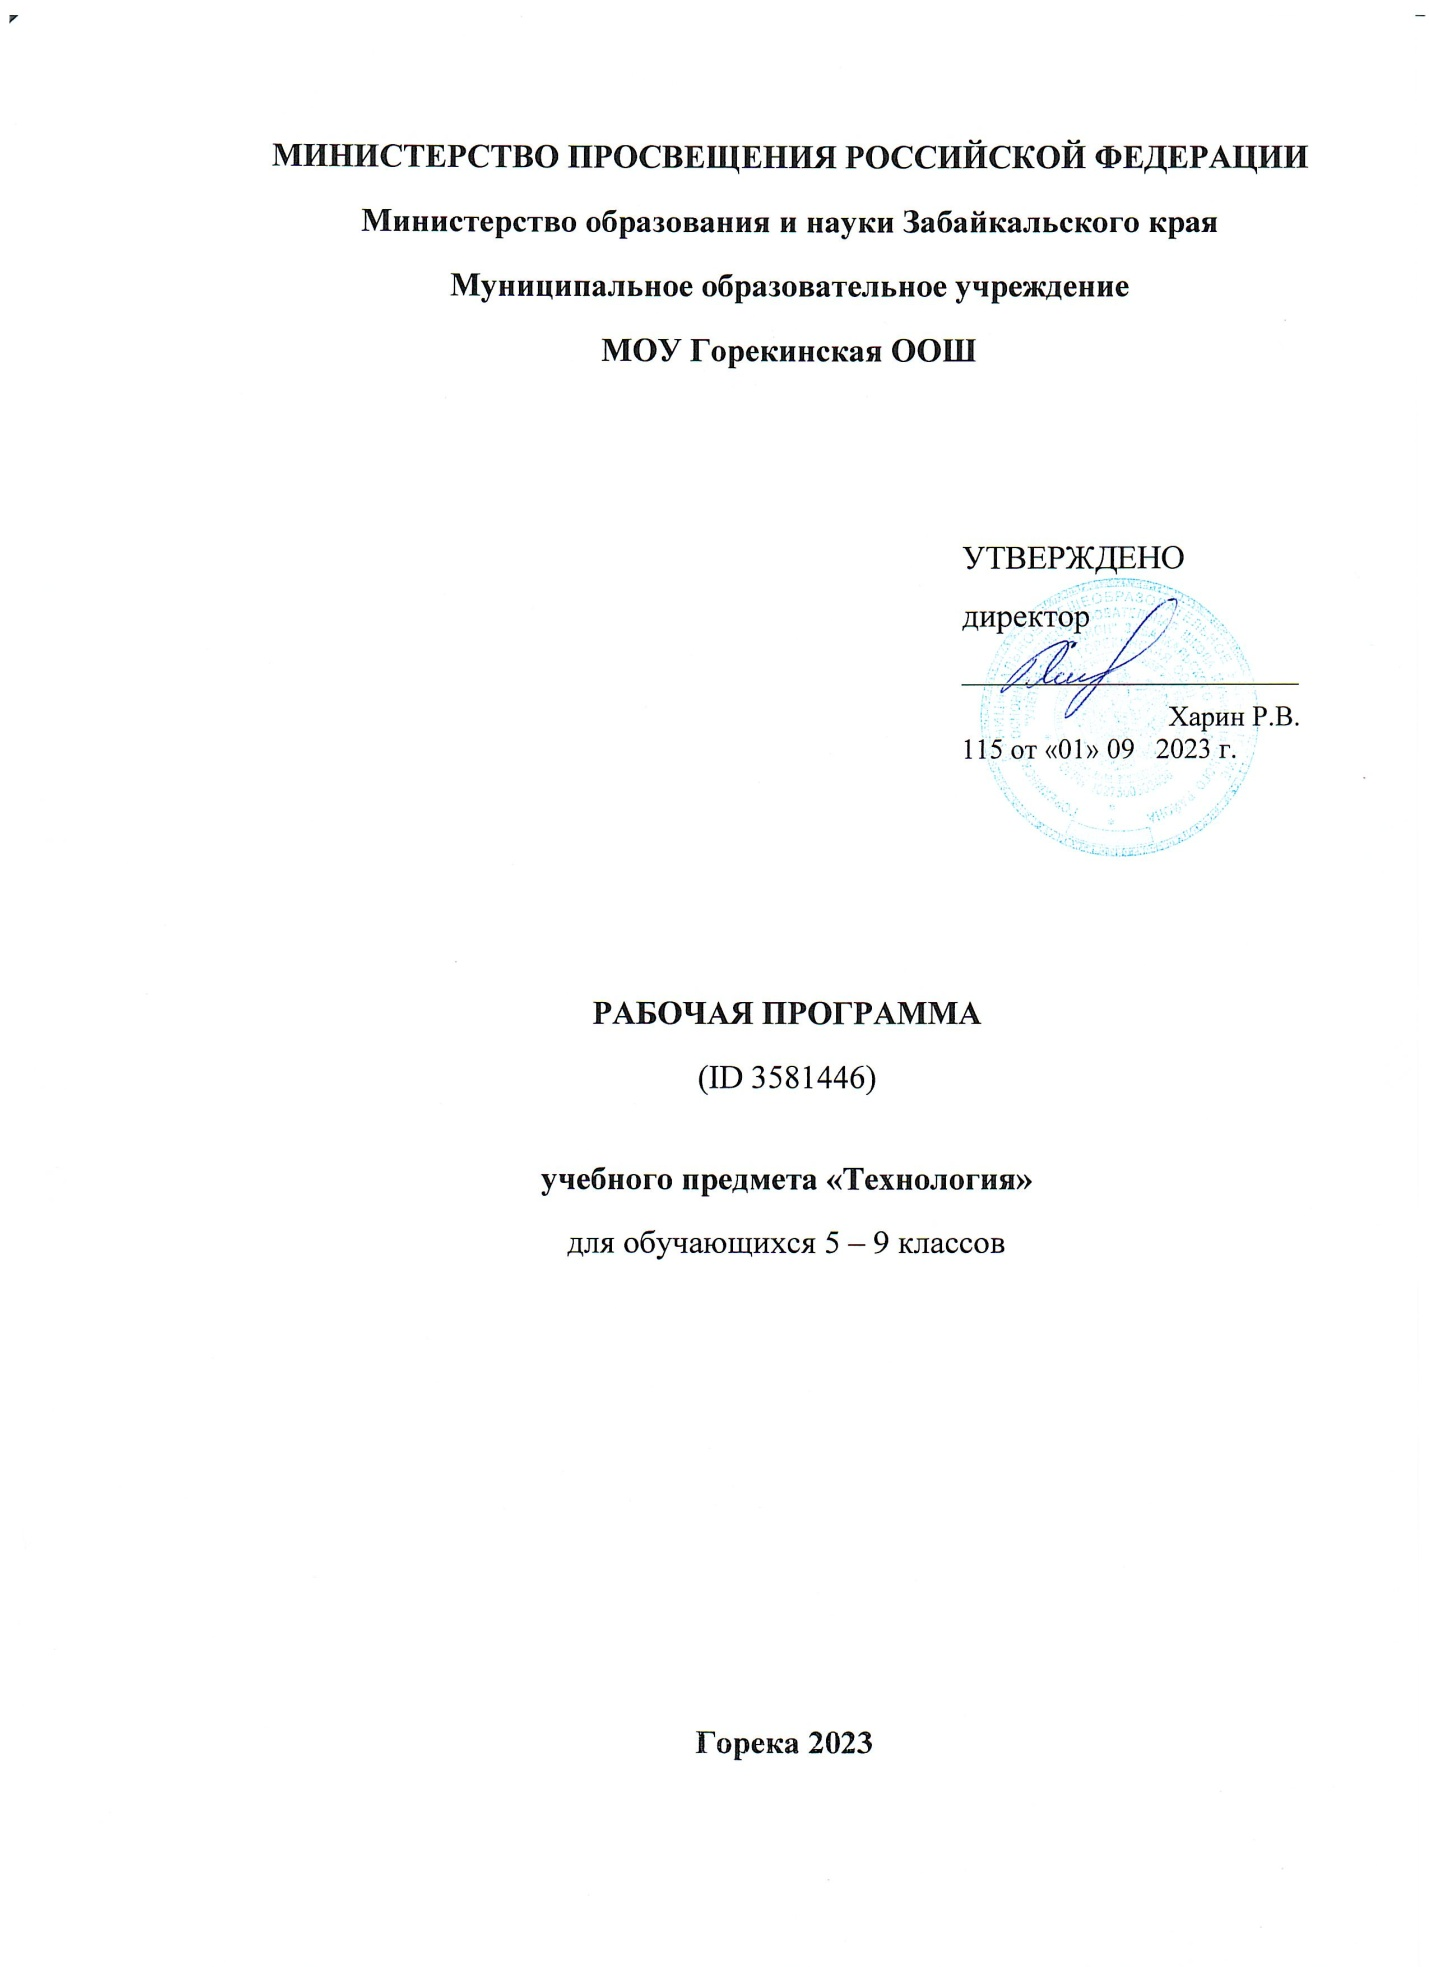 МИНИСТЕРСТВО ПРОСВЕЩЕНИЯ РОССИЙСКОЙ ФЕДЕРАЦИИ
Министерство образования и науки Забайкальского края
Муниципальное образовательное учреждение
МОУ Горекинская ООШ
УТВЕРЖДЕНО
директор
Харин Р.В.
115 от «01» 09 2023 г.
РАБОЧАЯ ПРОГРАММА
(ID 3581446)
учебного предмета «Технология»
для обучающихся 5 – 9 классов
Горека 2023